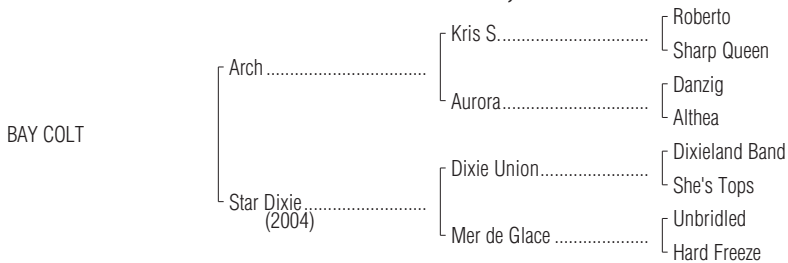 Roberto
Kris S.
Sharp Queen
Arch
Danzig
Aurora
Althea
BAY COLT
Dixieland Band
Dixie Union
She's Tops
Star Dixie
(2004)
Unbridled
Mer de Glace
Hard Freeze